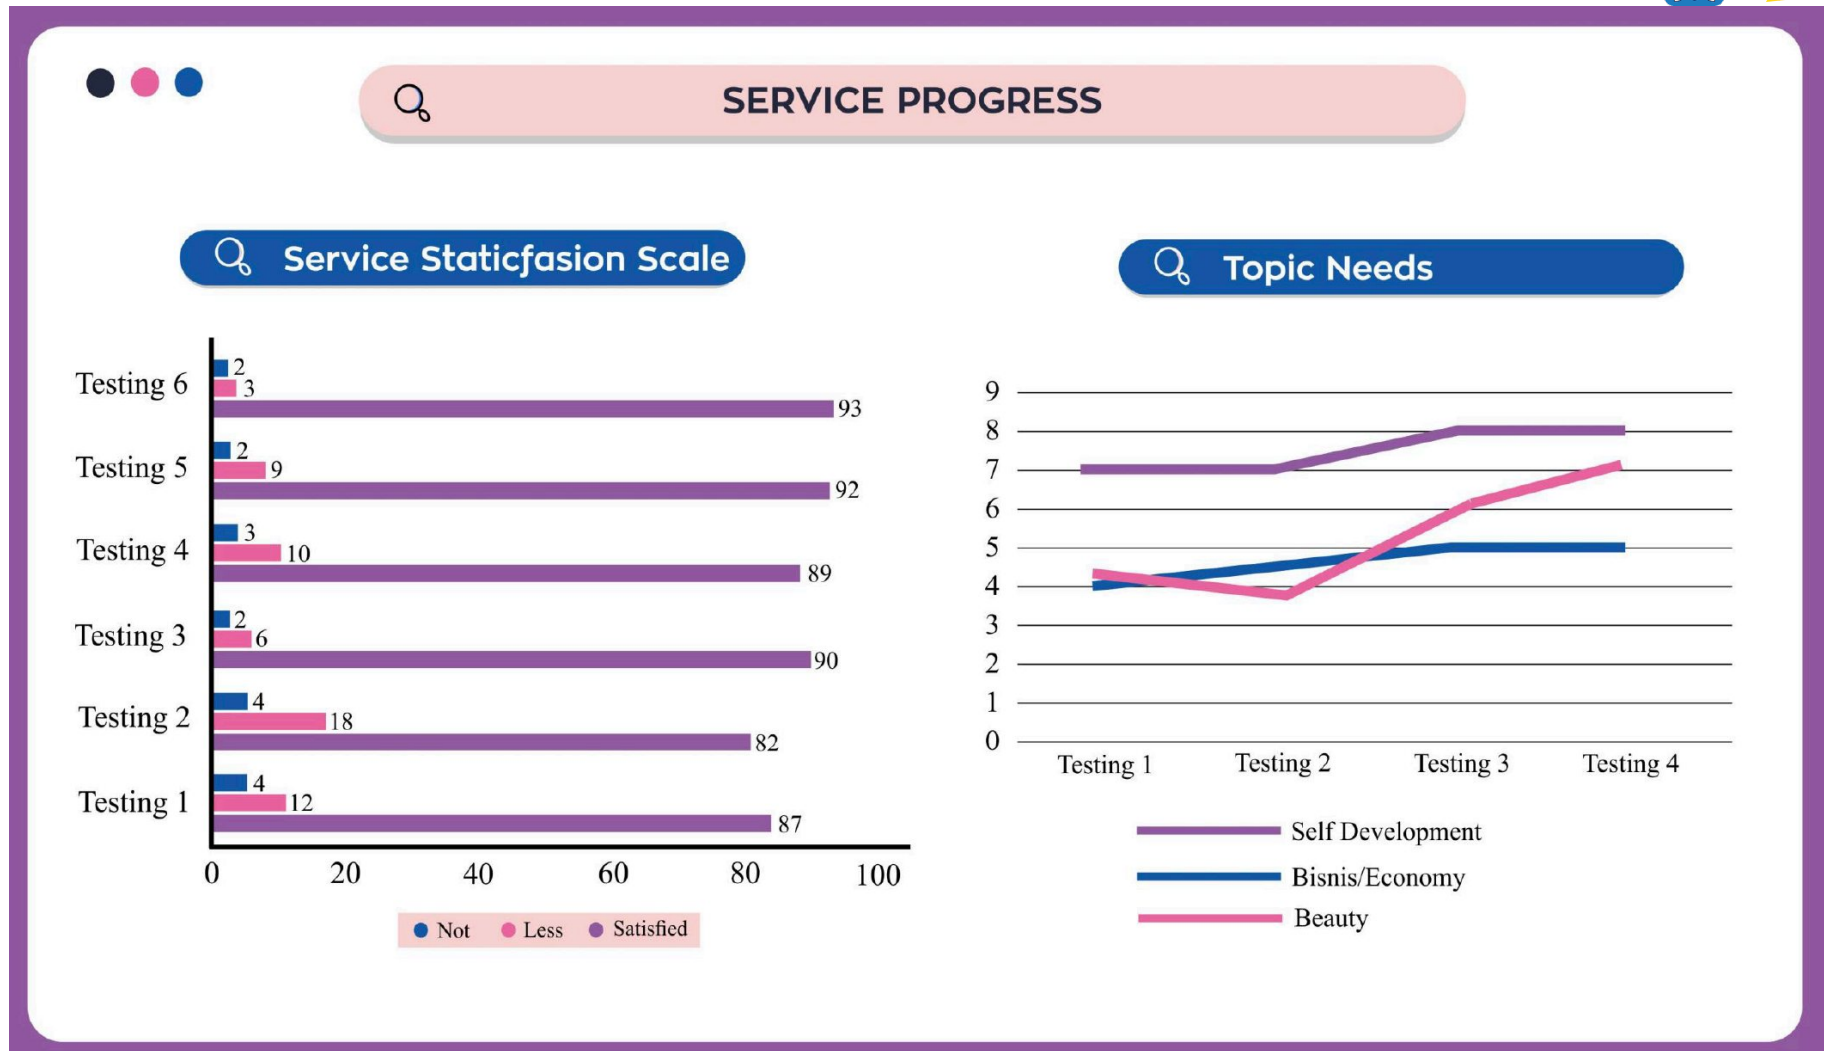 SERVICE PROGRESS
Service Staticfasion Scale
Testing 6
2
3
93
Testing 5
2
9
92
Testing 4
3
10
89
Testing 3
2
6
90
Testing 2
4
18
82
Testing 1
4
12
87
0 20 40 60 80 100
Not Less Satisfied
Topic Needs
9
8
7
6
5
4
3
2
1
0
Testing 1 Testing 2 Testing 3 Testing 4
Self Development
Bisnis/Economy
Beauty